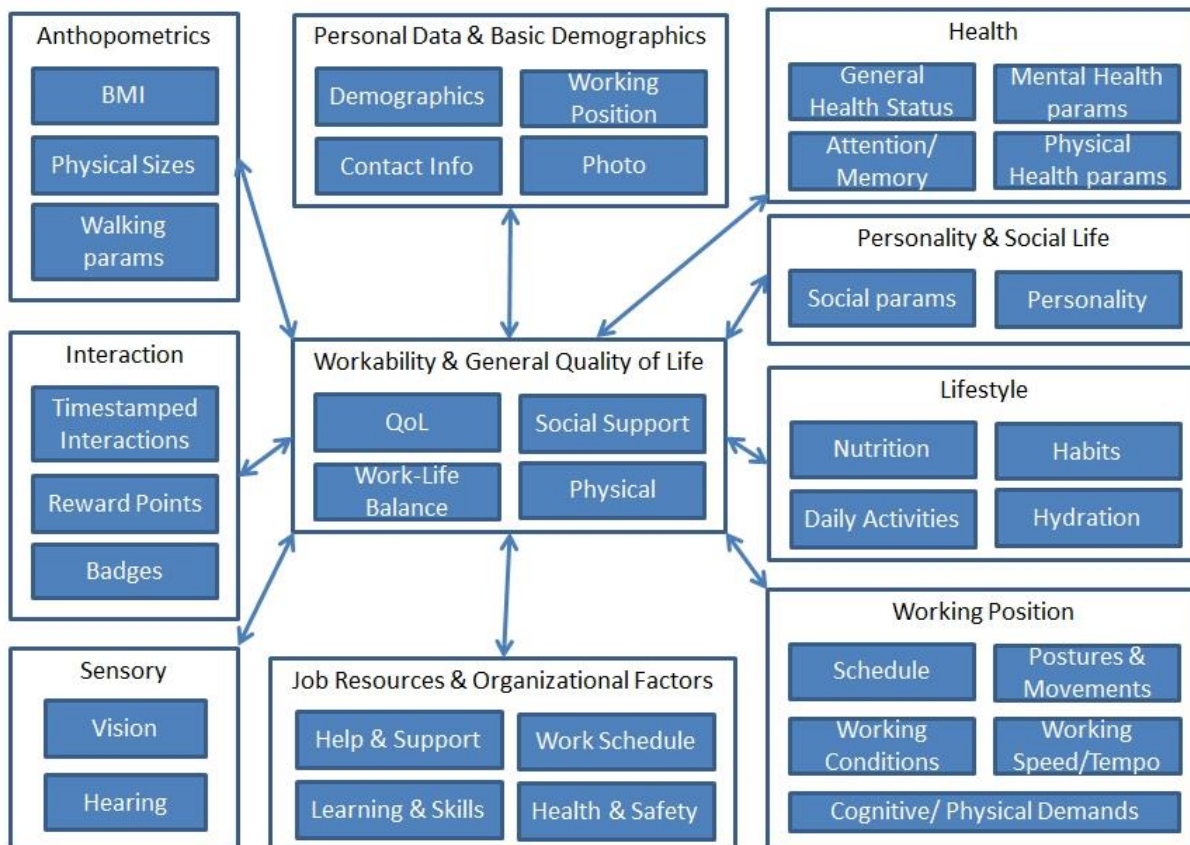 Anthopometrics
BMI
Physical Sizes
Walking
params
Personal Data & Basic Demographics
Demographics
Working
Position
Contact Info
Photo
Health
General
Health Status
Mental Health
params
Attention/
Memory
Physical
Health params
Personality & Social Life
Social params
Personality
Interaction
Timestamped
Interactions
Reward Points
Badges
Workability & General Quality of Life
QoL
Social Support
Work-Life
Balance
Physical
Lifestyle
Nutrition
Habits
Daily Activities
Hydration
Sensory
Vision
Hearing
Job Resources & Organizational Factors
Help & Support
Work Schedule
Learning & Skills
Health & Safety
Working Position
Schedule
Postures &
Movements
Working
Conditions
Working
Speed/Tempo
Cognitive/ Physical Demands